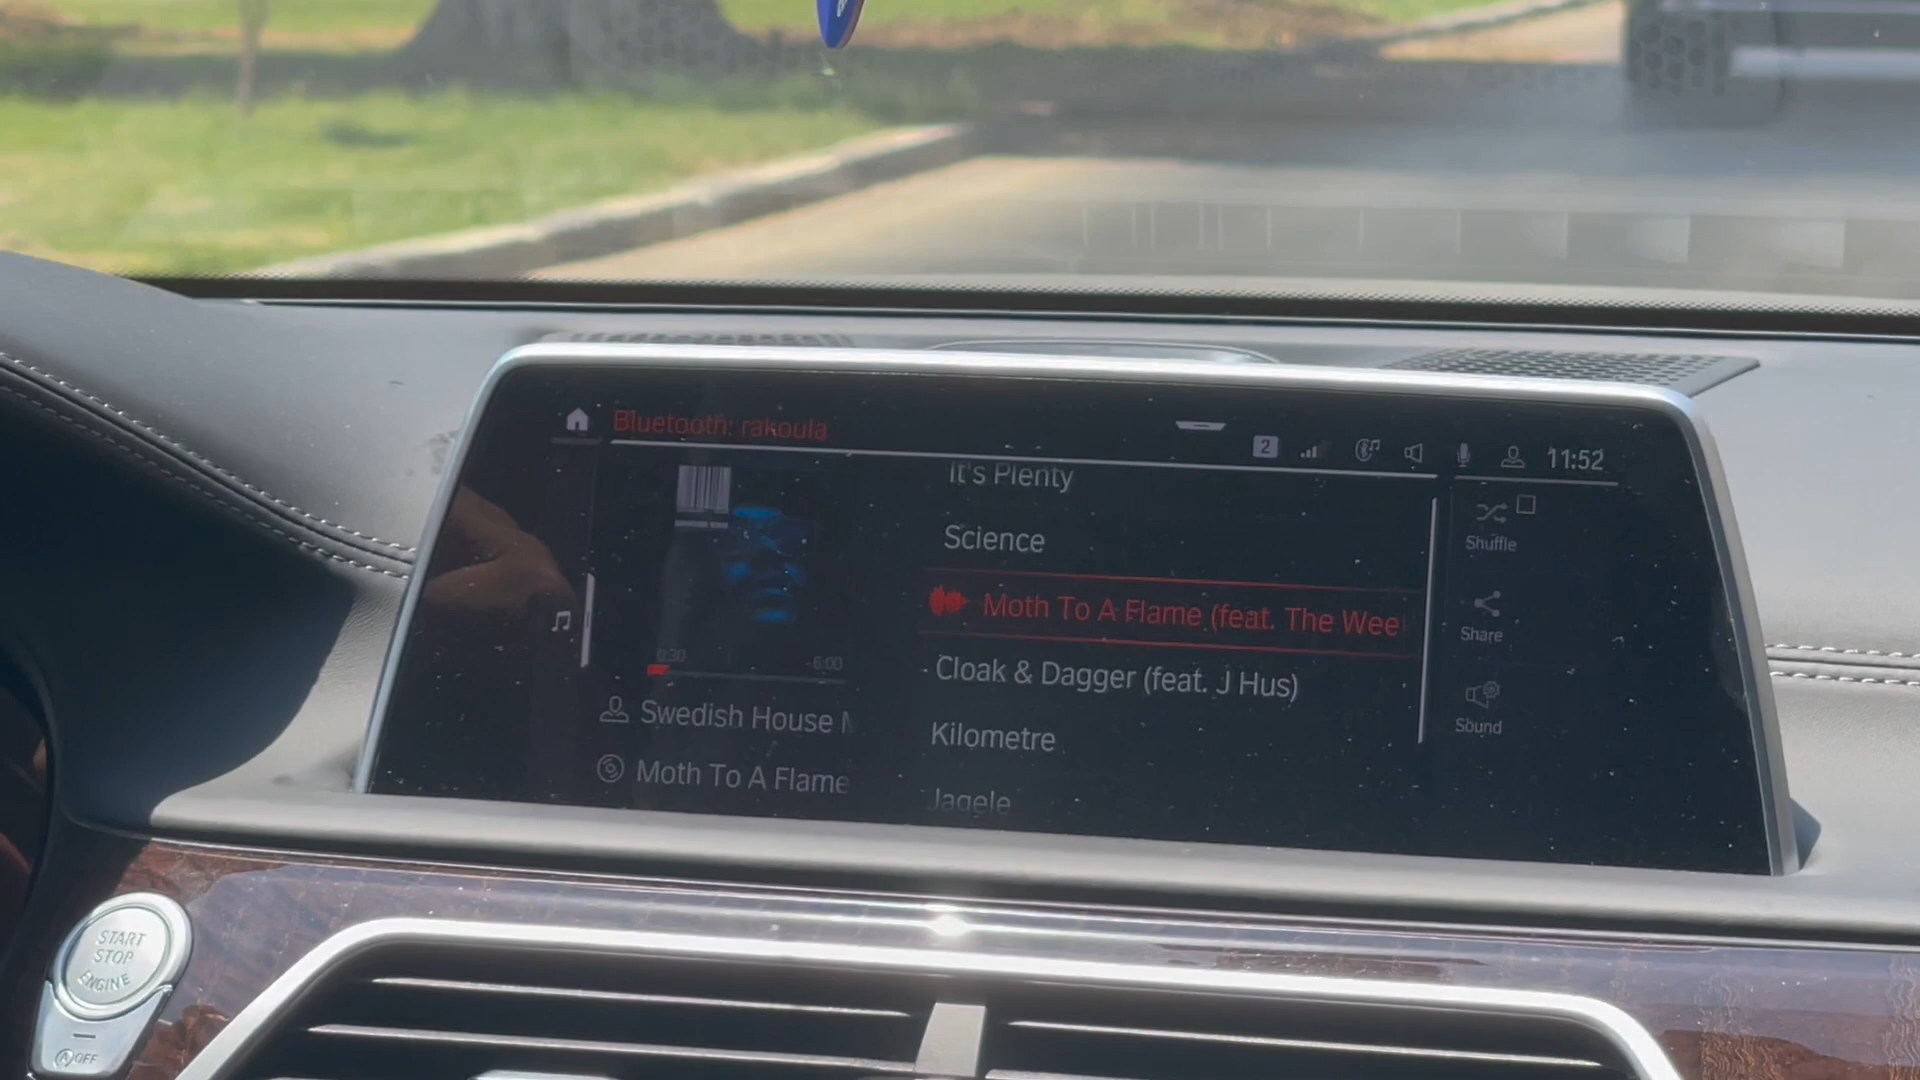 Bluetooth: rakoula
2
11:52
It's Plenty
Science
Moth To A Flame (feat. The Wee
Cloak & Dagger (feat. J Hus)
Kilometre
Jagele
0:30
-6:00
Swedish House
Moth To A Flame
Shuffle
Share
Sound
START
STOP
ENGINE
A OFF